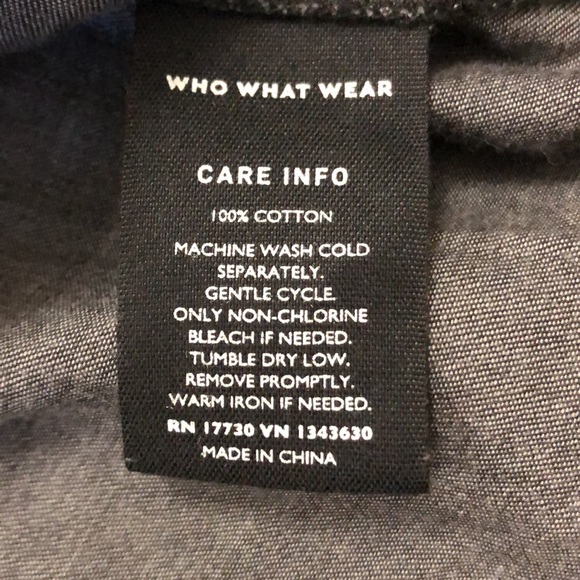 WHO WHAT WEAR
CARE INFO
100% COTTON
MACHINE WASH COLD
SEPARATELY.
GENTLE CYCLE.
ONLY NON-CHLORINE
BLEACH IF NEEDED.
TUMBLE DRY LOW.
REMOVE PROMPTLY.
WARM IRON IF NEEDED.
RN 17730 VN 1343630
MADE IN CHINA